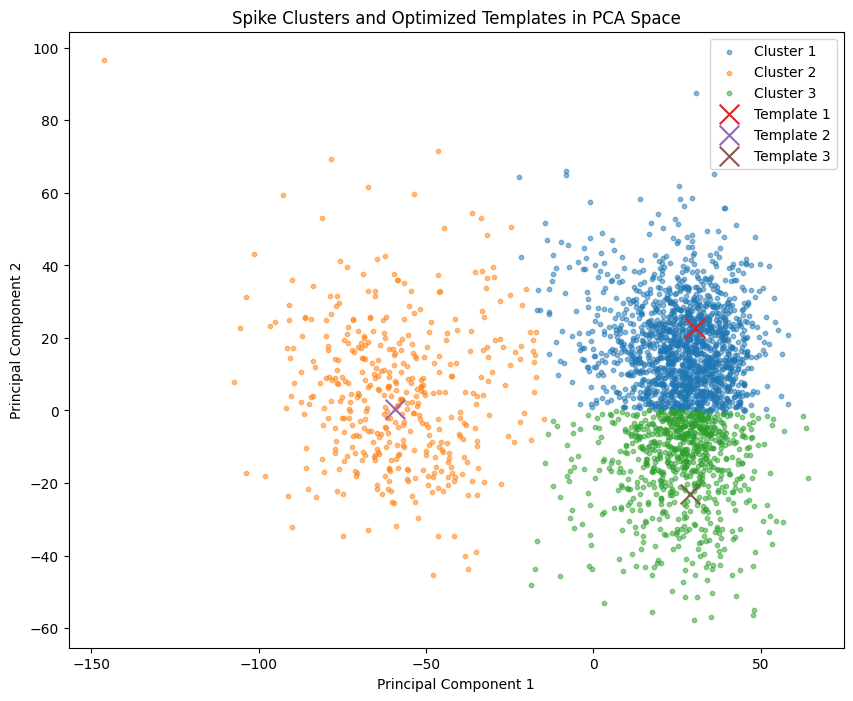 Spike Clusters and Optimized Templates in PCA Space
Cluster 1
Cluster 2
Cluster 3
Template 1
Template 2
Template 3
100
80
60
40
20
0
−20
−40
−60
Principal Component 2
−150
−100
−50
0
50
Principal Component 1